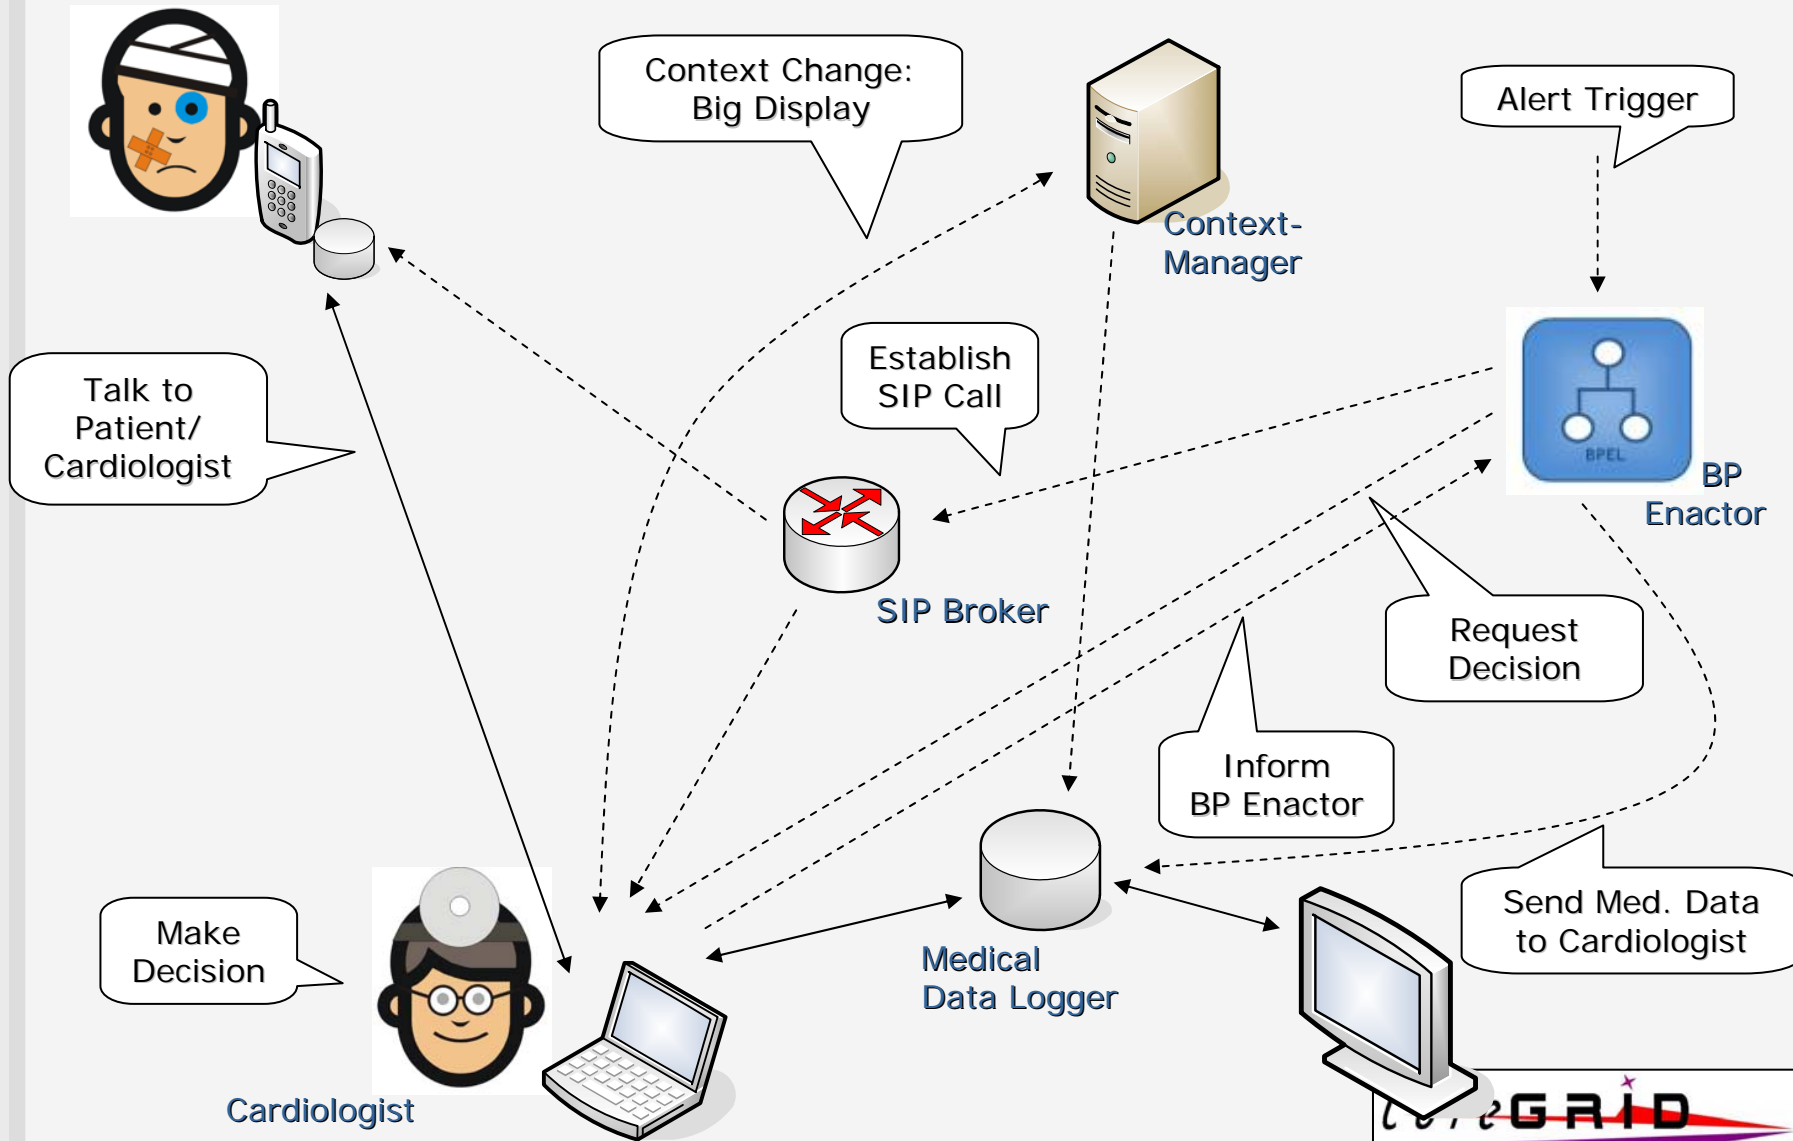 Context Change:
Big Display
Alert Trigger
Context-
Manager
Establish
SIP Call
Talk to
Patient/
Cardiologist
BPEL
BP
Enactor
SIP Broker
Request
Decision
Inform
BP Enactor
Make
Decision
Send Med. Data
to Cardiologist
Medical
Data Logger
Cardiologist
CoreGRID